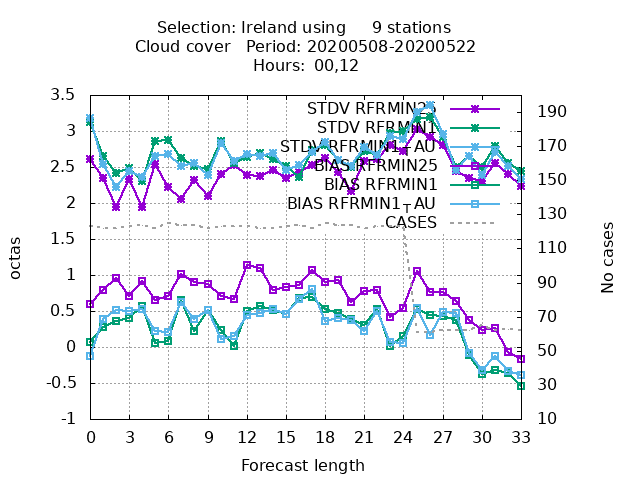 Selection: Ireland using 9 stations
Cloud cover Period: 20200508-20200522
Hours: 00,12
STDV RFRMIN25
STDV RFRMIN1
STDV RFRMIN1_AU
BIAS RFRMIN25
BIAS RFRMIN1
BIAS RFRMIN1_AU
CASES
3.5
3
2.5
2
1.5
1
0.5
0
-0.5
-1
octas
190
170
150
130
110
90
70
50
30
10
No cases
0 3 6 9 12 15 18 21 24 27 30 33
Forecast length